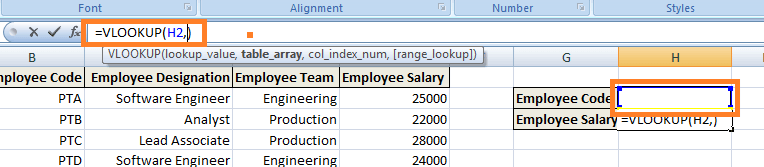 Font Alignment Number Styles
fx =VLOOKUP(H2,)
VLOOKUP(lookup_value, table_array, col_index_num, [range_lookup])
B C D E G H
Employee Code Employee Designation Employee Team Employee Salary
PTA Software Engineer Engineering 25000 Employee Code
PTB Analyst Production 22000 Employee Salary =VLOOKUP(H2,)
PTC Lead Associate Production 28000
PTD Software Engineer Engineering 24000